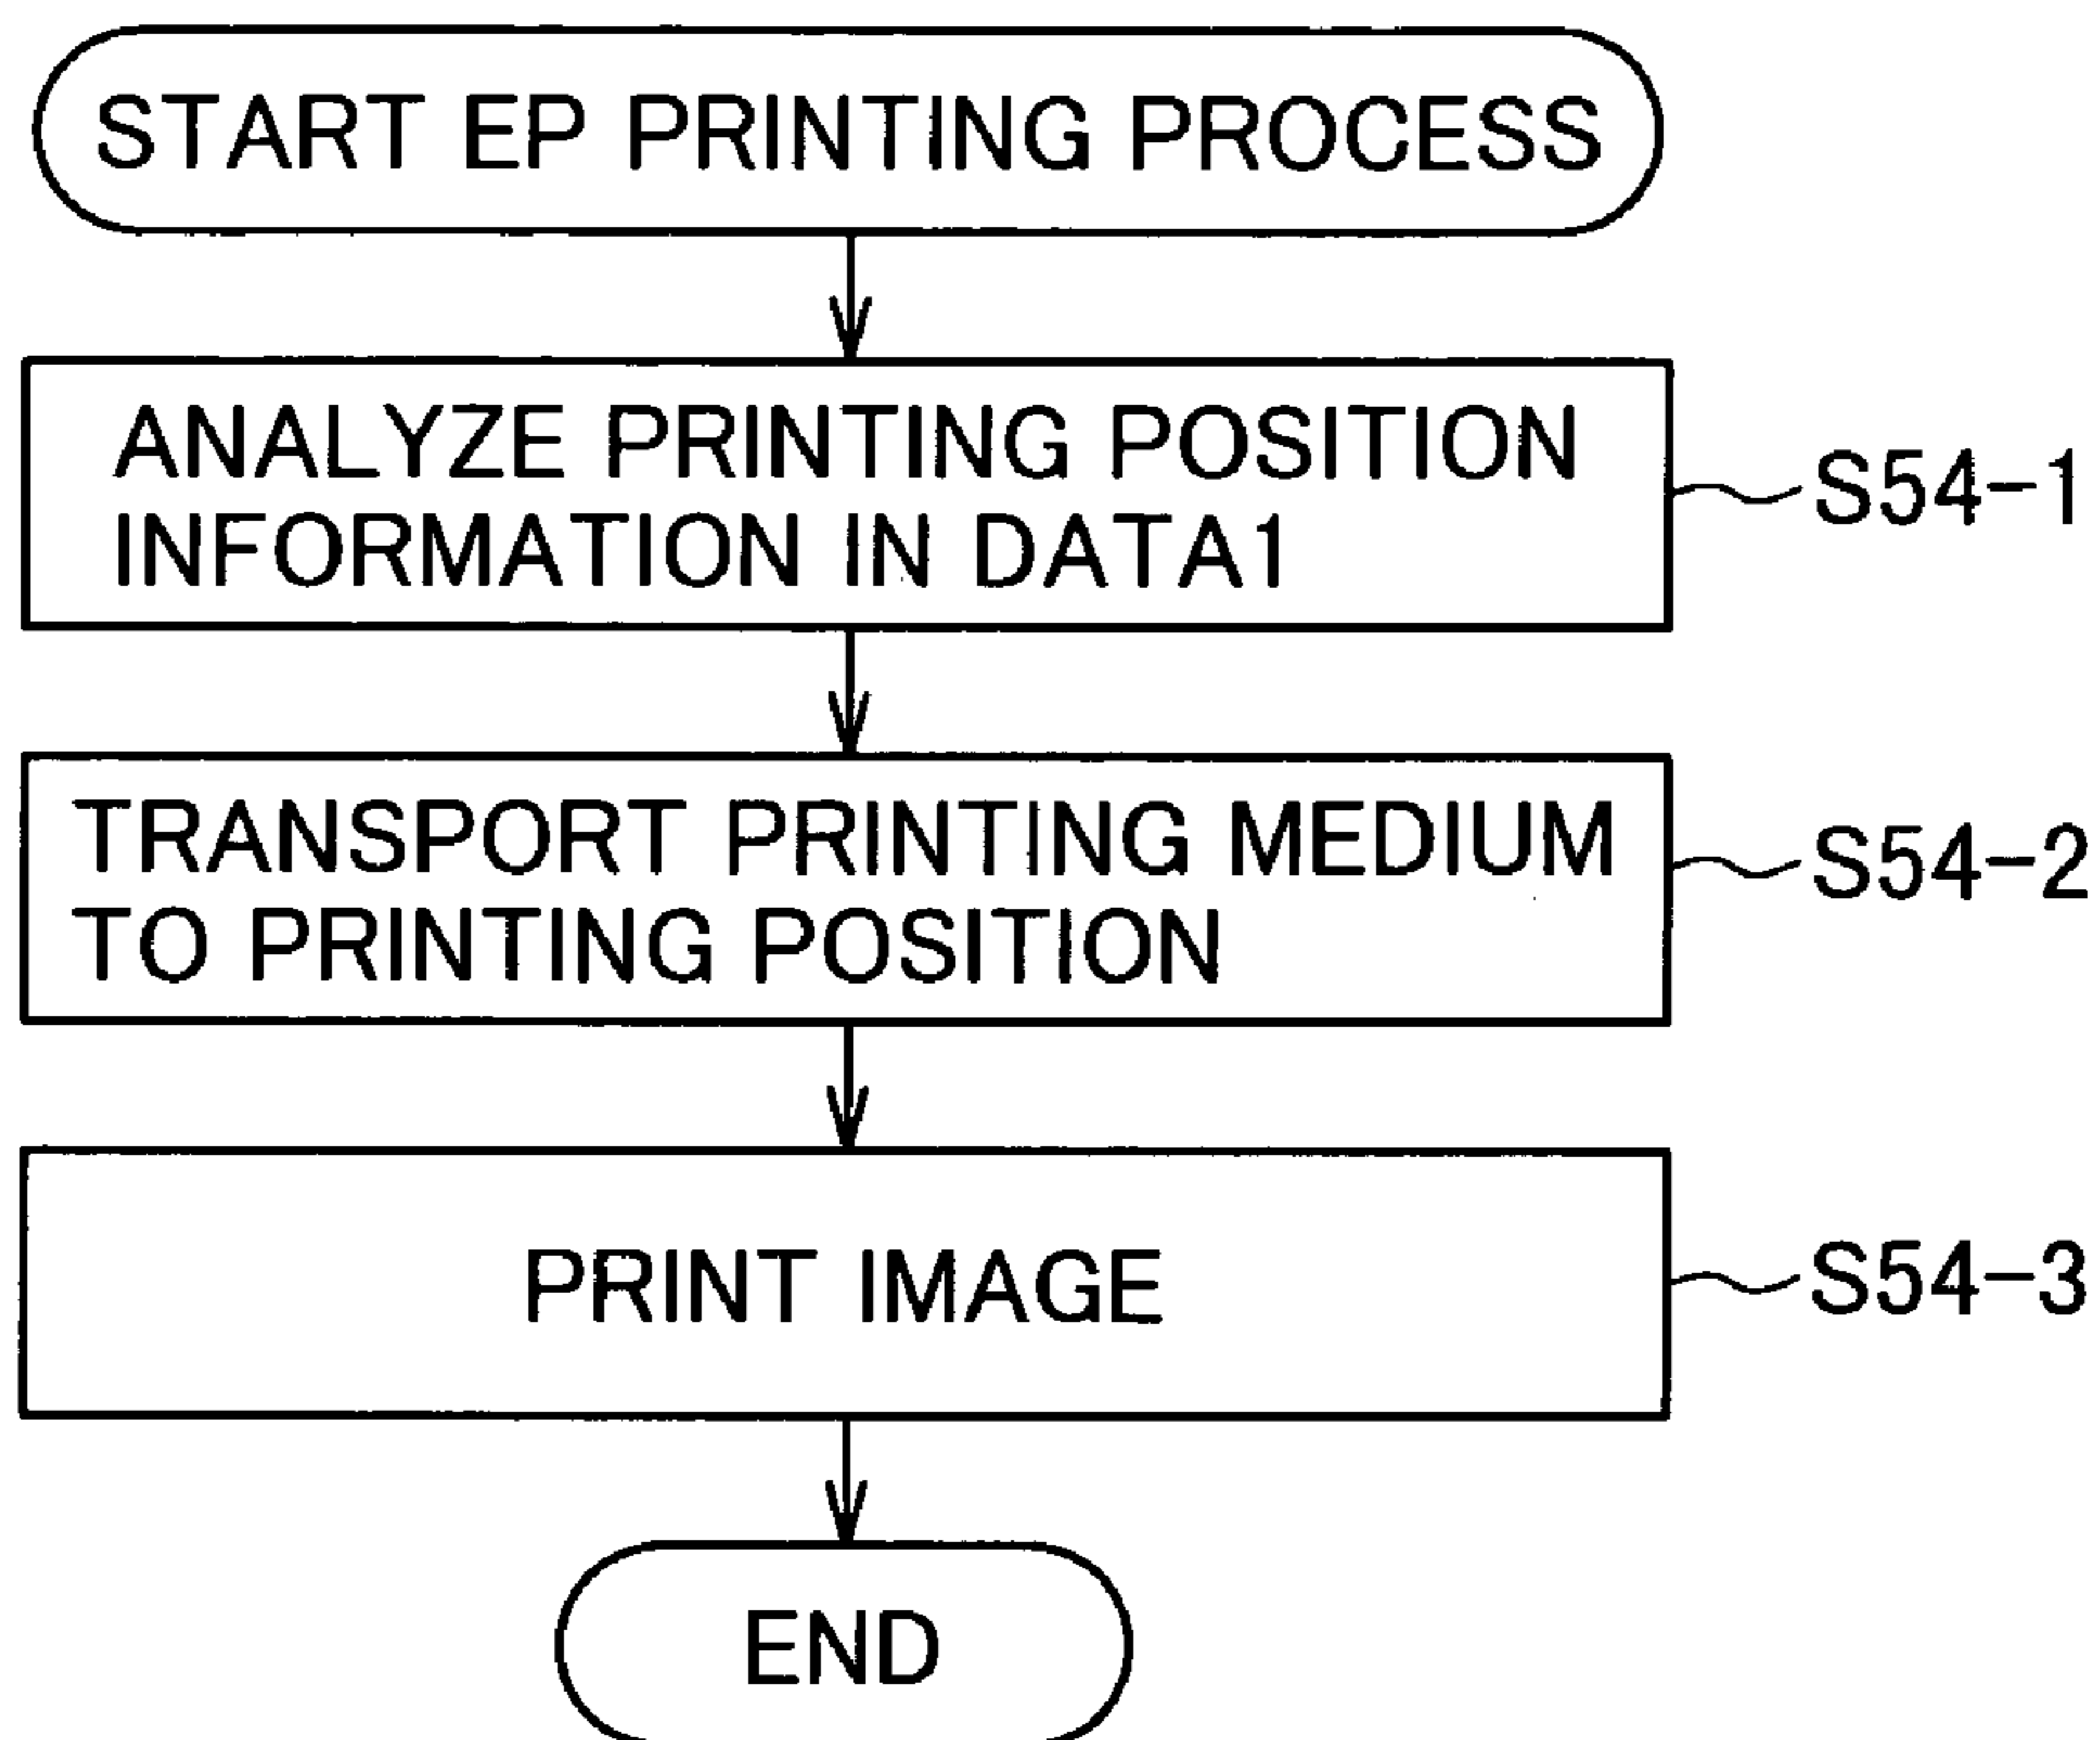 START EP PRINTING PROCESS
ANALYZE PRINTING POSITION
INFORMATION IN DATA1
S54-1
TRANSPORT PRINTING MEDIUM
TO PRINTING POSITION
S54-2
PRINT IMAGE
S54-3
END